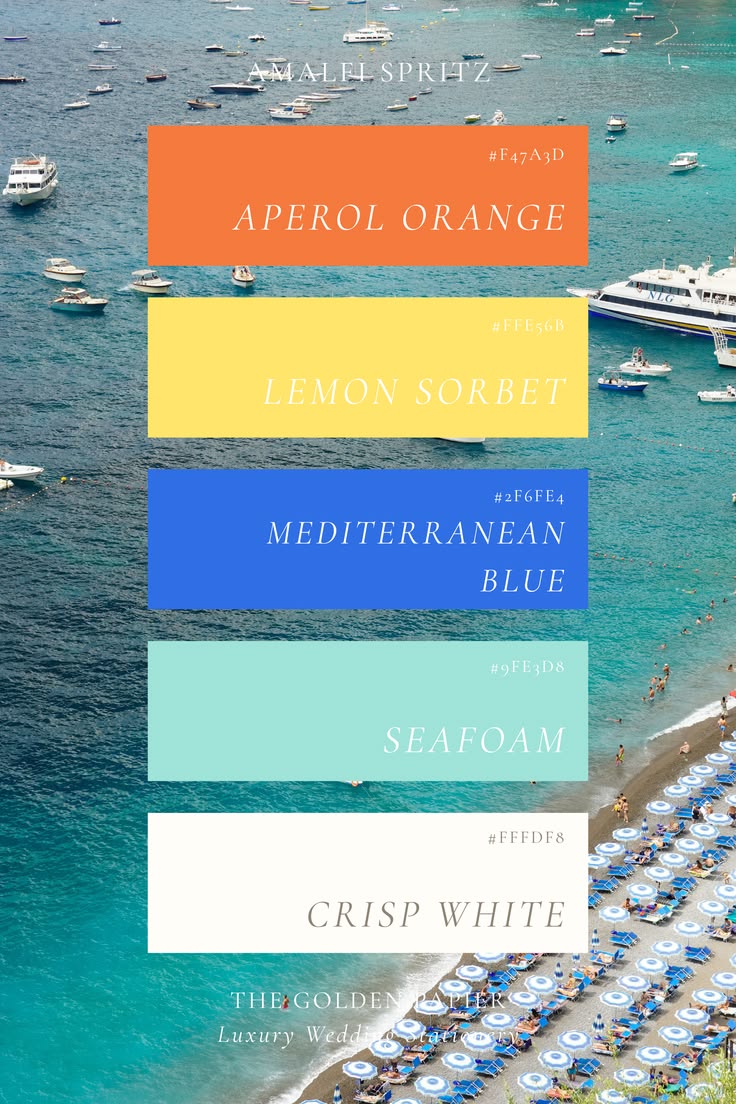 AMALFI SPRITZ
#F47A3D
APEROL ORANGE
#FFE56B
LEMON SORBET
#2F6FE4
MEDITERRANEAN
BLUE
#9FE3D8
SEAFOAM
#FFFDF8
CRISP WHITE
THE GOLDEN PAPIER
Luxury Wedding Stationery
NLG